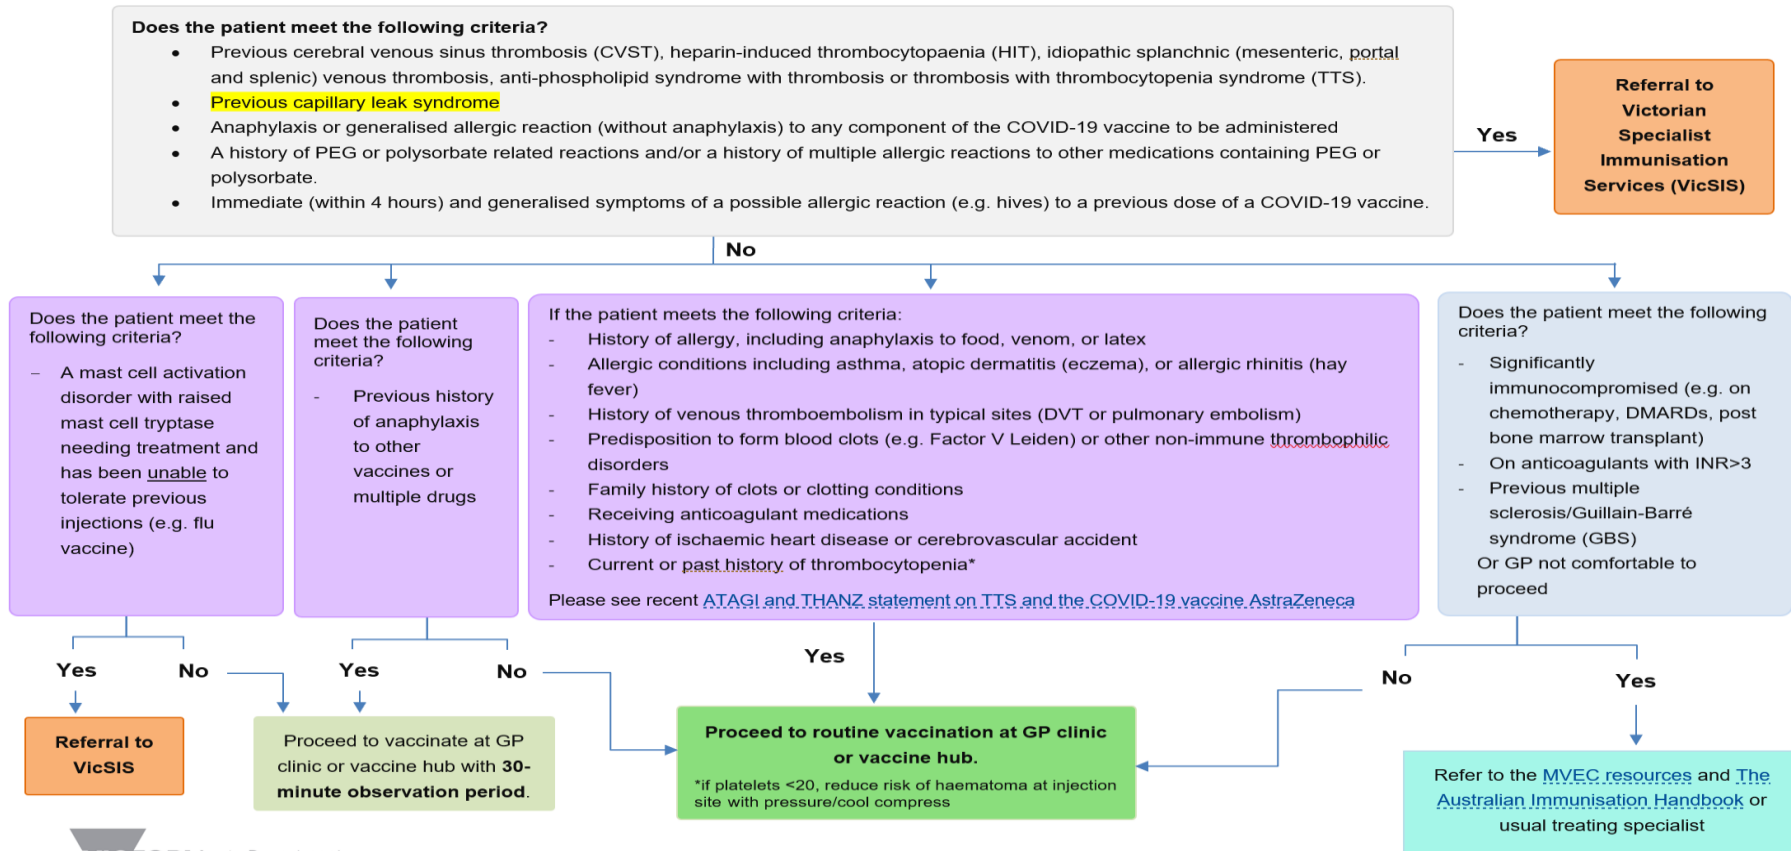 Does the patient meet the following criteria?
• Previous cerebral venous sinus thrombosis (CVST), heparin-induced thrombocytopaenia (HIT), idiopathic splanchnic (mesenteric, portal
and splenic) venous thrombosis, anti-phospholipid syndrome with thrombosis or thrombosis with thrombocytopenia syndrome (TTS).
• Previous capillary leak syndrome
• Anaphylaxis or generalised allergic reaction (without anaphylaxis) to any component of the COVID-19 vaccine to be administered
• A history of PEG or polysorbate related reactions and/or a history of multiple allergic reactions to other medications containing PEG or
polysorbate.
• Immediate (within 4 hours) and generalised symptoms of a possible allergic reaction (e.g. hives) to a previous dose of a COVID-19 vaccine.
Yes
Referral to
Victorian
Specialist
Immunisation
Services (VicSIS)
No
Does the patient meet the
following criteria?
– A mast cell activation
disorder with raised
mast cell tryptase
needing treatment and
has been unable to
tolerate previous
injections (e.g. flu
vaccine)
Does the patient
meet the following
criteria?
- Previous history
of anaphylaxis
to other
vaccines or
multiple drugs
If the patient meets the following criteria:
- History of allergy, including anaphylaxis to food, venom, or latex
- Allergic conditions including asthma, atopic dermatitis (eczema), or allergic rhinitis (hay
fever)
- History of venous thromboembolism in typical sites (DVT or pulmonary embolism)
- Predisposition to form blood clots (e.g. Factor V Leiden) or other non-immune thrombophilic
disorders
- Family history of clots or clotting conditions
- Receiving anticoagulant medications
- History of ischaemic heart disease or cerebrovascular accident
- Current or past history of thrombocytopenia*
Please see recent ATAGI and THANZ statement on TTS and the COVID-19 vaccine AstraZeneca
Does the patient meet the following
criteria?
- Significantly
immunocompromised (e.g. on
chemotherapy, DMARDs, post
bone marrow transplant)
- On anticoagulants with INR>3
- Previous multiple
sclerosis/Guillain-Barré
syndrome (GBS)
Or GP not comfortable to
proceed
Yes
No
Yes
No
Yes
No
Yes
Referral to
VicSIS
Proceed to vaccinate at GP
clinic or vaccine hub with 30-
minute observation period.
Proceed to routine vaccination at GP clinic
or vaccine hub.
*if platelets <20, reduce risk of haematoma at injection
site with pressure/cool compress
Refer to the MVEC resources and The
Australian Immunisation Handbook or
usual treating specialist